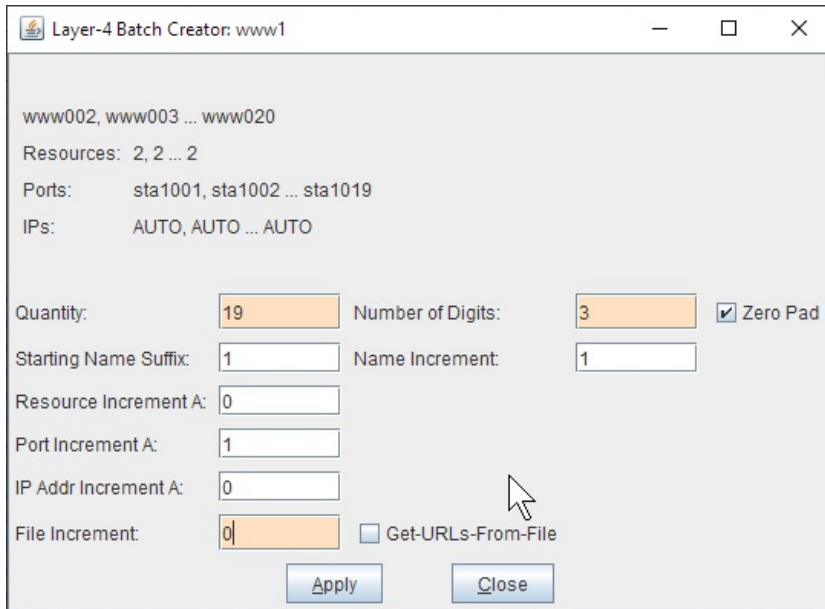 Layer-4 Batch Creator: www1
www002, www003 ... www020
Resources: 2, 2 ... 2
Ports: sta1001, sta1002 ... sta1019
IPs: AUTO, AUTO ... AUTO
Quantity: 19 Number of Digits: 3 Zero Pad
Starting Name Suffix: 1 Name Increment: 1
Resource Increment A: 0
Port Increment A: 1
IP Addr Increment A: 0
File Increment: 0 Get-URLs-From-File
Apply Close